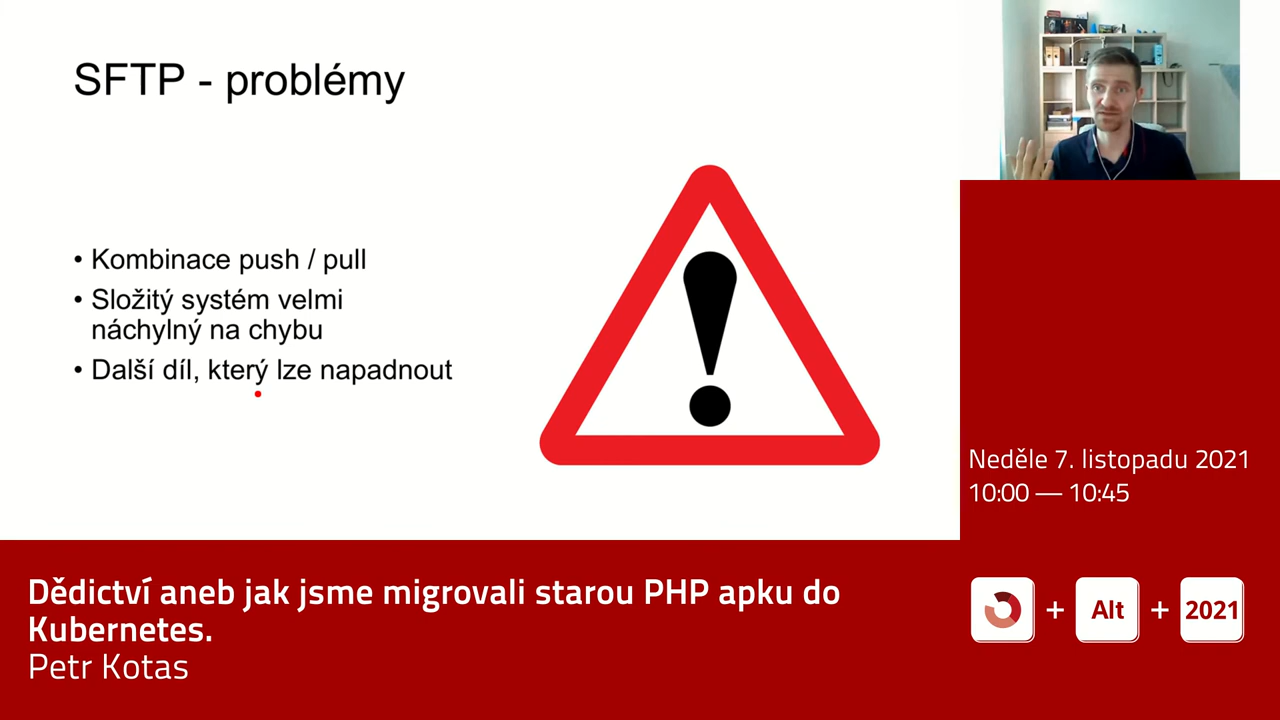 SFTP - problémy
• Kombinace push / pull
• Složitý systém velmi
náchylný na chybu
• Další díl, který lze napadnout
Neděle 7. listopadu 2021
10:00 — 10:45
Dědictví aneb jak jsme migrovali starou PHP apku do
Kubernetes.
Petr Kotas
+ Alt + 2021